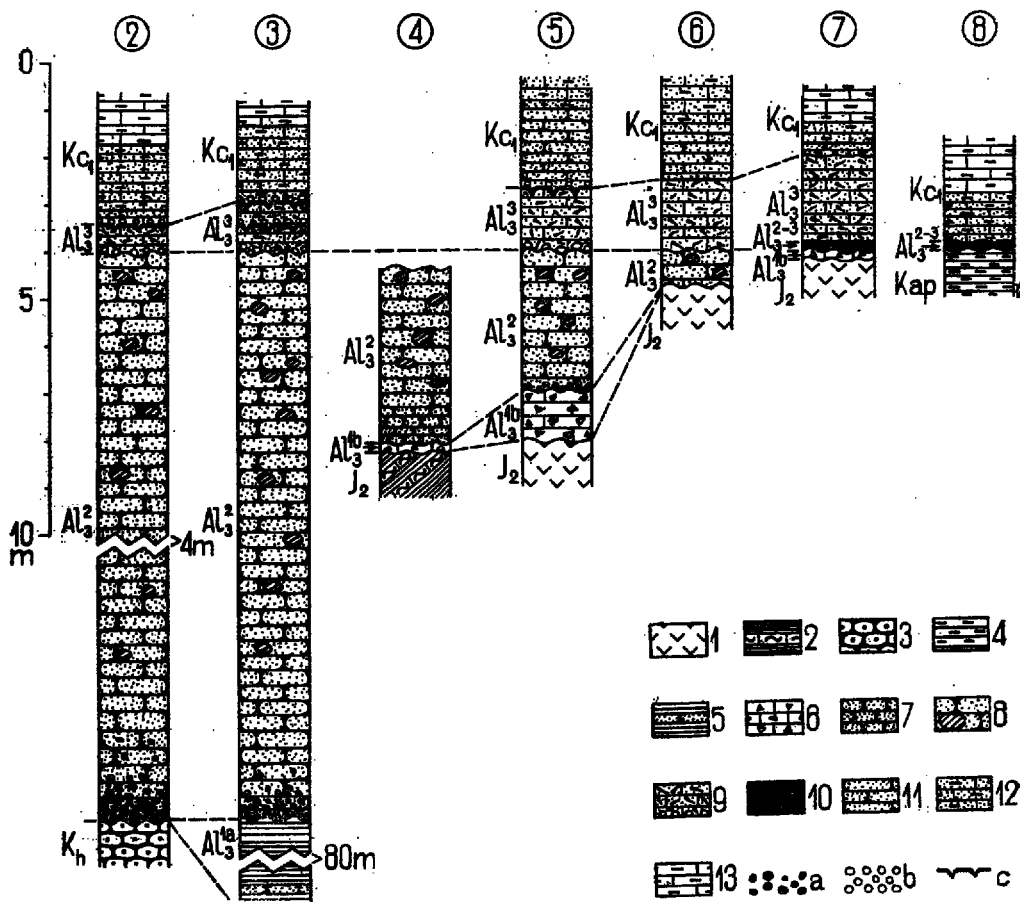 ② ③ ④ ⑤ ⑥ ⑦ ⑧
0
5
10
m
Kc₁
Al₃³
Al₃²
4m
K_h
Kc₁
Al₃³
Al₃²
Al₃¹ᵃ
80m
Al₃²
Al₃¹ᵇ
J₂
Kc₁
Al₃³
Al₃²
Al₃¹ᵇ
J₂
Kc₁
Al₃³
Al₃²
J₂
Kc₁
Al₃³
Al₃²⁻³
Al₃¹ᵇ
J₂
Kc₁
Al₃²⁻³
Kap
1 2 3 4
5 6 7 8
9 10 11 12
13 a b c